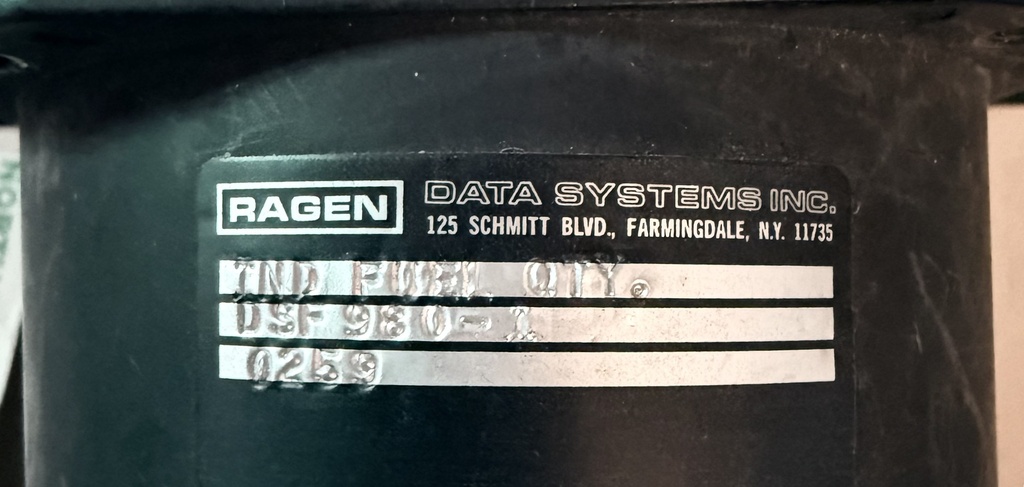 RAGEN DATA SYSTEMS INC.
125 SCHMITT BLVD., FARMINGDALE, N.Y. 11735
IND FUEL QTY.
DSF980-1
0259